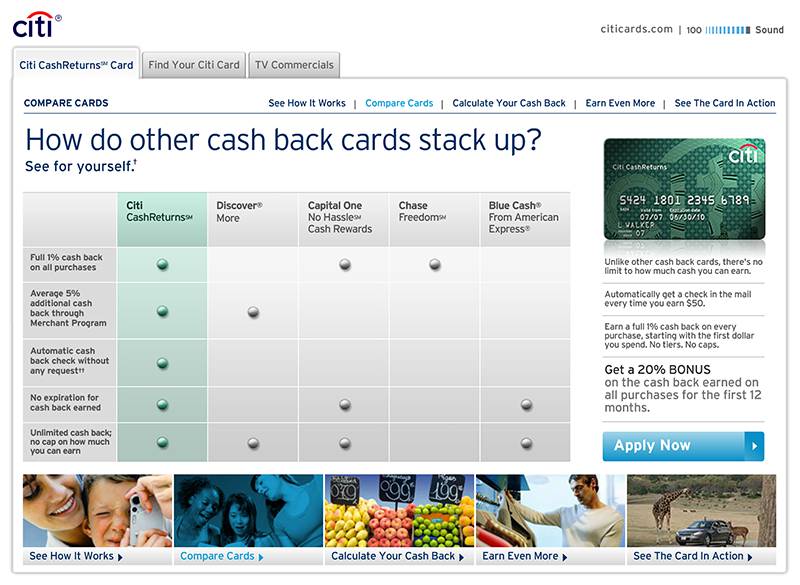 citi®
citicards.com | 100 Sound
Citi CashReturns℠ Card
Find Your Citi Card
TV Commercials
COMPARE CARDS
See How It Works | Compare Cards | Calculate Your Cash Back | Earn Even More | See The Card In Action
How do other cash back cards stack up?
See for yourself.†
Citi
CashReturns℠
Discover®
More
Capital One
No Hassle℠
Cash Rewards
Chase
Freedom℠
Blue Cash®
From American
Express®
Full 1% cash back
on all purchases
Average 5%
additional cash
back through
Merchant Program
Automatic cash
back check without
any request††
No expiration for
cash back earned
Unlimited cash back;
no cap on how much
you can earn
citi
Citi CashReturns
5424 1801 2345 6789
5424
Valid from
Expiration date
07/07 06/30/10
L WALKER
07
Unlike other cash back cards, there's no
limit to how much cash you can earn.
Automatically get a check in the mail
every time you earn $50.
Earn a full 1% cash back on every
purchase, starting with the first dollar
you spend. No tiers. No caps.
Get a 20% BONUS
on the cash back earned on
all purchases for the first 12
months.
Apply Now
See How It Works
Compare Cards
Calculate Your Cash Back
Earn Even More
See The Card In Action